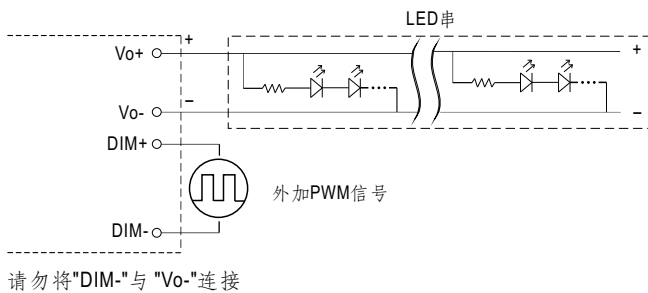 LED串
Vo+
+
+
Vo-
−
−
DIM+
外加PWM信号
DIM-
请勿将"DIM-"与 "Vo-"连接